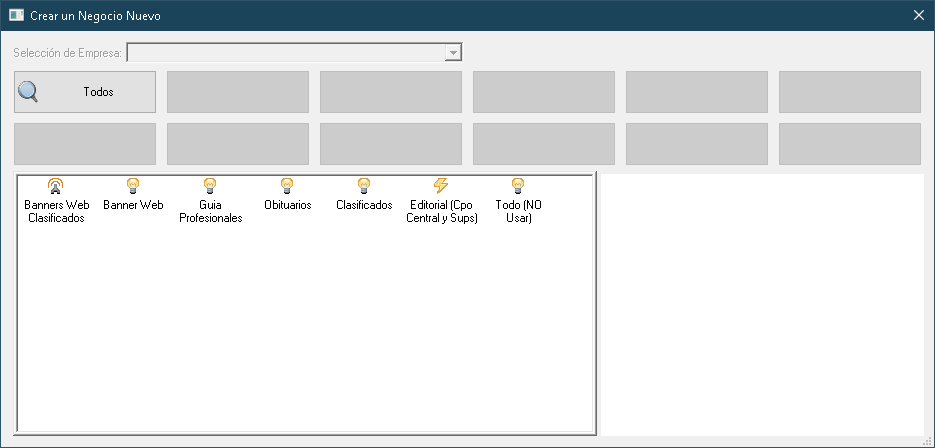 Crear un Negocio Nuevo
Selección de Empresa:
Todos
Banners Web
Clasificados
Banner Web
Guia
Profesionales
Obituarios
Clasificados
Editorial (Cpo
Central y Sups)
Todo (NO
Usar)